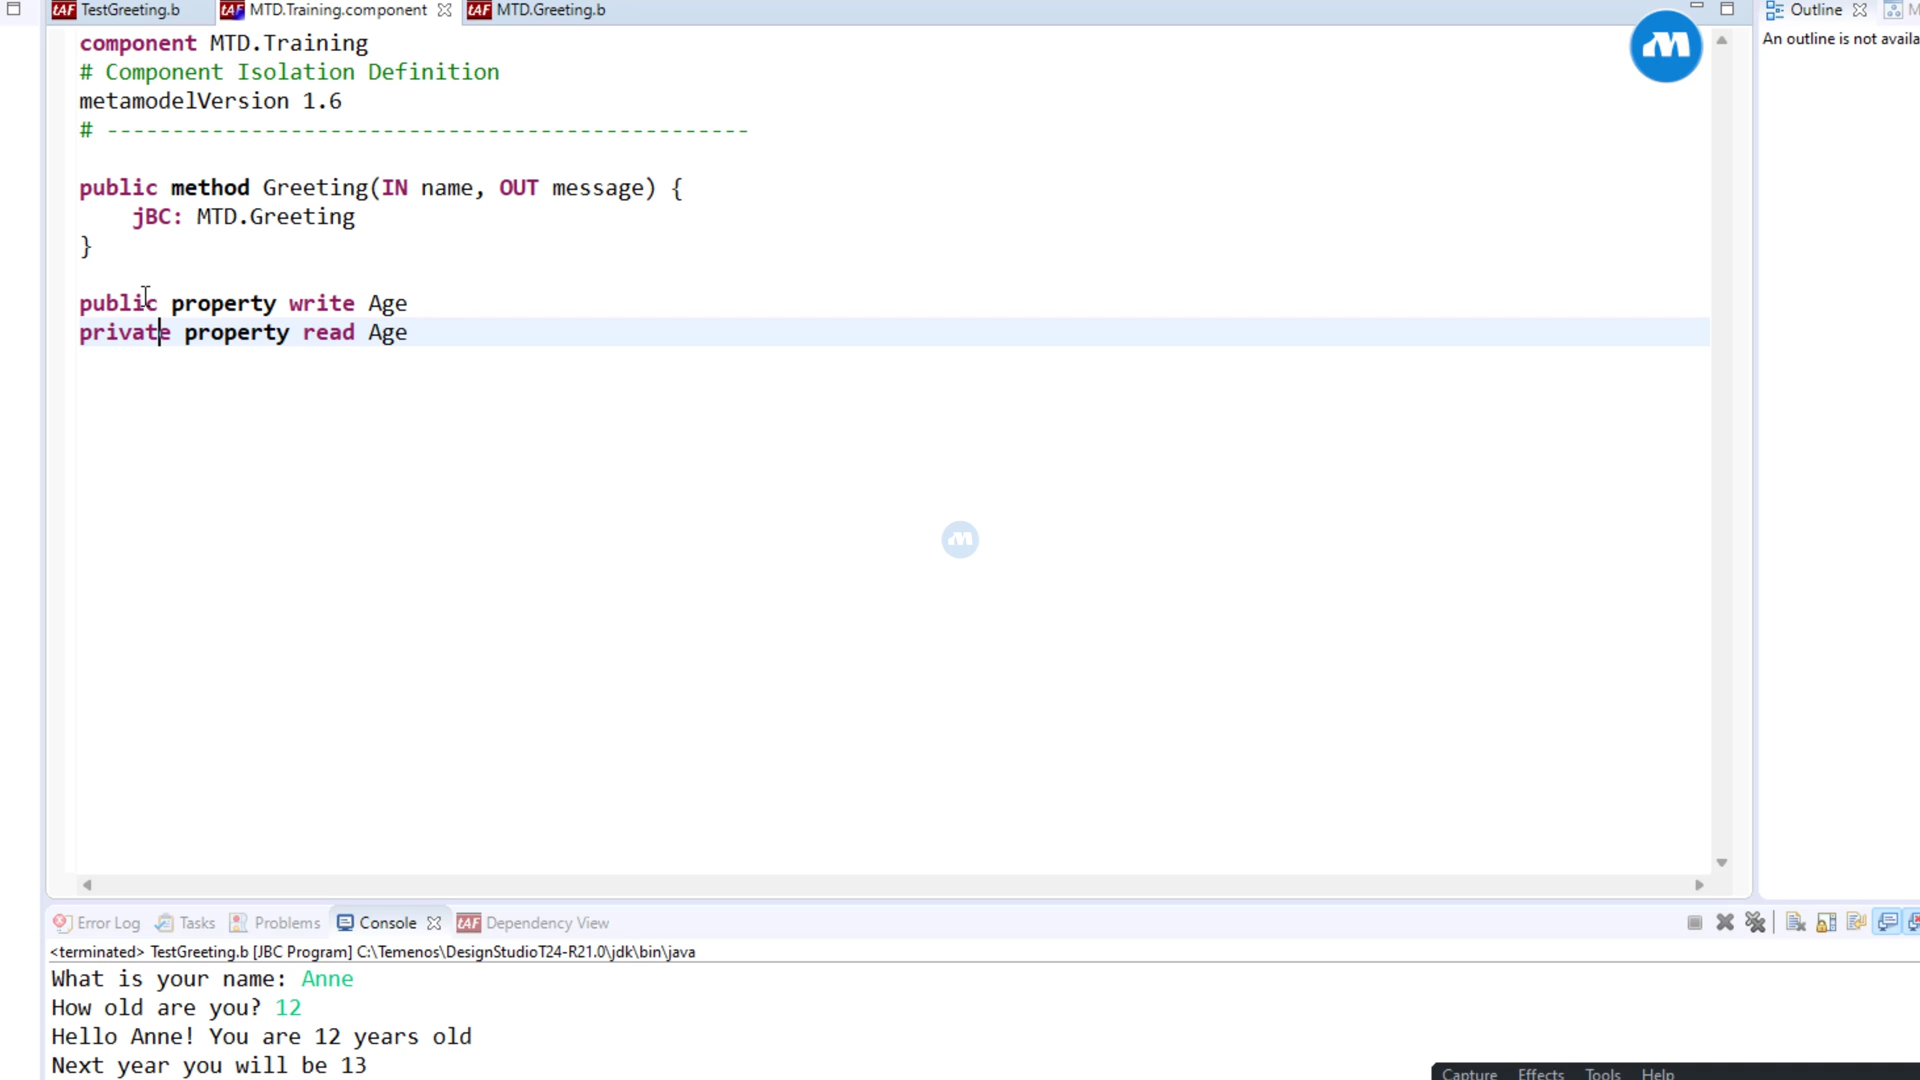 TestGreeting.b
MTD.Training.component
MTD.Greeting.b
Outline
An outline is not availa
component MTD.Training
# Component Isolation Definition
metamodelVersion 1.6
# -------------------------------------------------
public method Greeting(IN name, OUT message) {
jBC: MTD.Greeting
}
public property write Age
private property read Age
Error Log
Tasks
Problems
Console
Dependency View
<terminated> TestGreeting.b [JBC Program] C:\Temenos\DesignStudioT24-R21.0\jdk\bin\java
What is your name: Anne
How old are you? 12
Hello Anne! You are 12 years old
Next year you will be 13
Capture Effects Tools Help